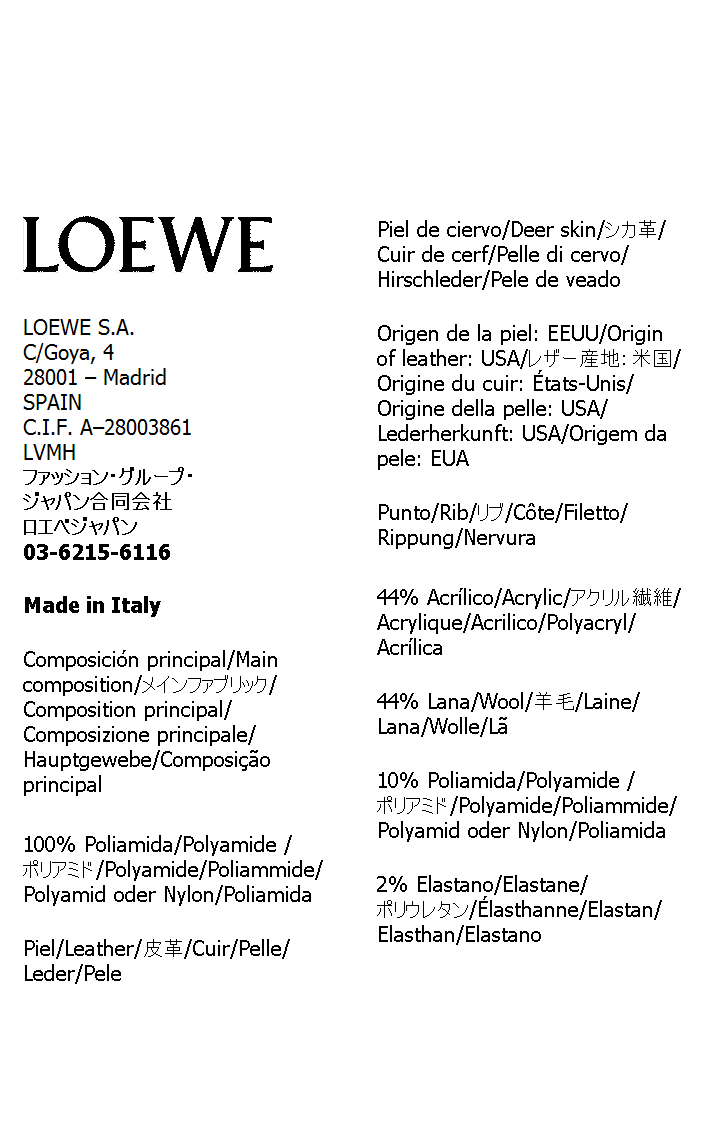 LOEWE
LOEWE S.A.
C/Goya, 4
28001 – Madrid
SPAIN
C.I.F. A–28003861
LVMH
ファッション・グループ・
ジャパン合同会社
ロエベジャパン
03-6215-6116
Made in Italy
Composición principal/Main
composition/メインファブリック/
Composition principal/
Composizione principale/
Hauptgewebe/Composição
principal
100% Poliamida/Polyamide /
ポリアミド/Polyamide/Poliammide/
Polyamid oder Nylon/Poliamida
Piel/Leather/皮革/Cuir/Pelle/
Leder/Pele
Piel de ciervo/Deer skin/シカ革/
Cuir de cerf/Pelle di cervo/
Hirschleder/Pele de veado
Origen de la piel: EEUU/Origin
of leather: USA/レザー産地: 米国/
Origine du cuir: États-Unis/
Origine della pelle: USA/
Lederherkunft: USA/Origem da
pele: EUA
Punto/Rib/リブ/Côte/Filetto/
Rippung/Nervura
44% Acrílico/Acrylic/アクリル繊維/
Acrylique/Acrilico/Polyacryl/
Acrílica
44% Lana/Wool/羊毛/Laine/
Lana/Wolle/Lã
10% Poliamida/Polyamide /
ポリアミド/Polyamide/Poliammide/
Polyamid oder Nylon/Poliamida
2% Elastano/Elastane/
ポリウレタン/Élasthanne/Elastan/
Elasthan/Elastano